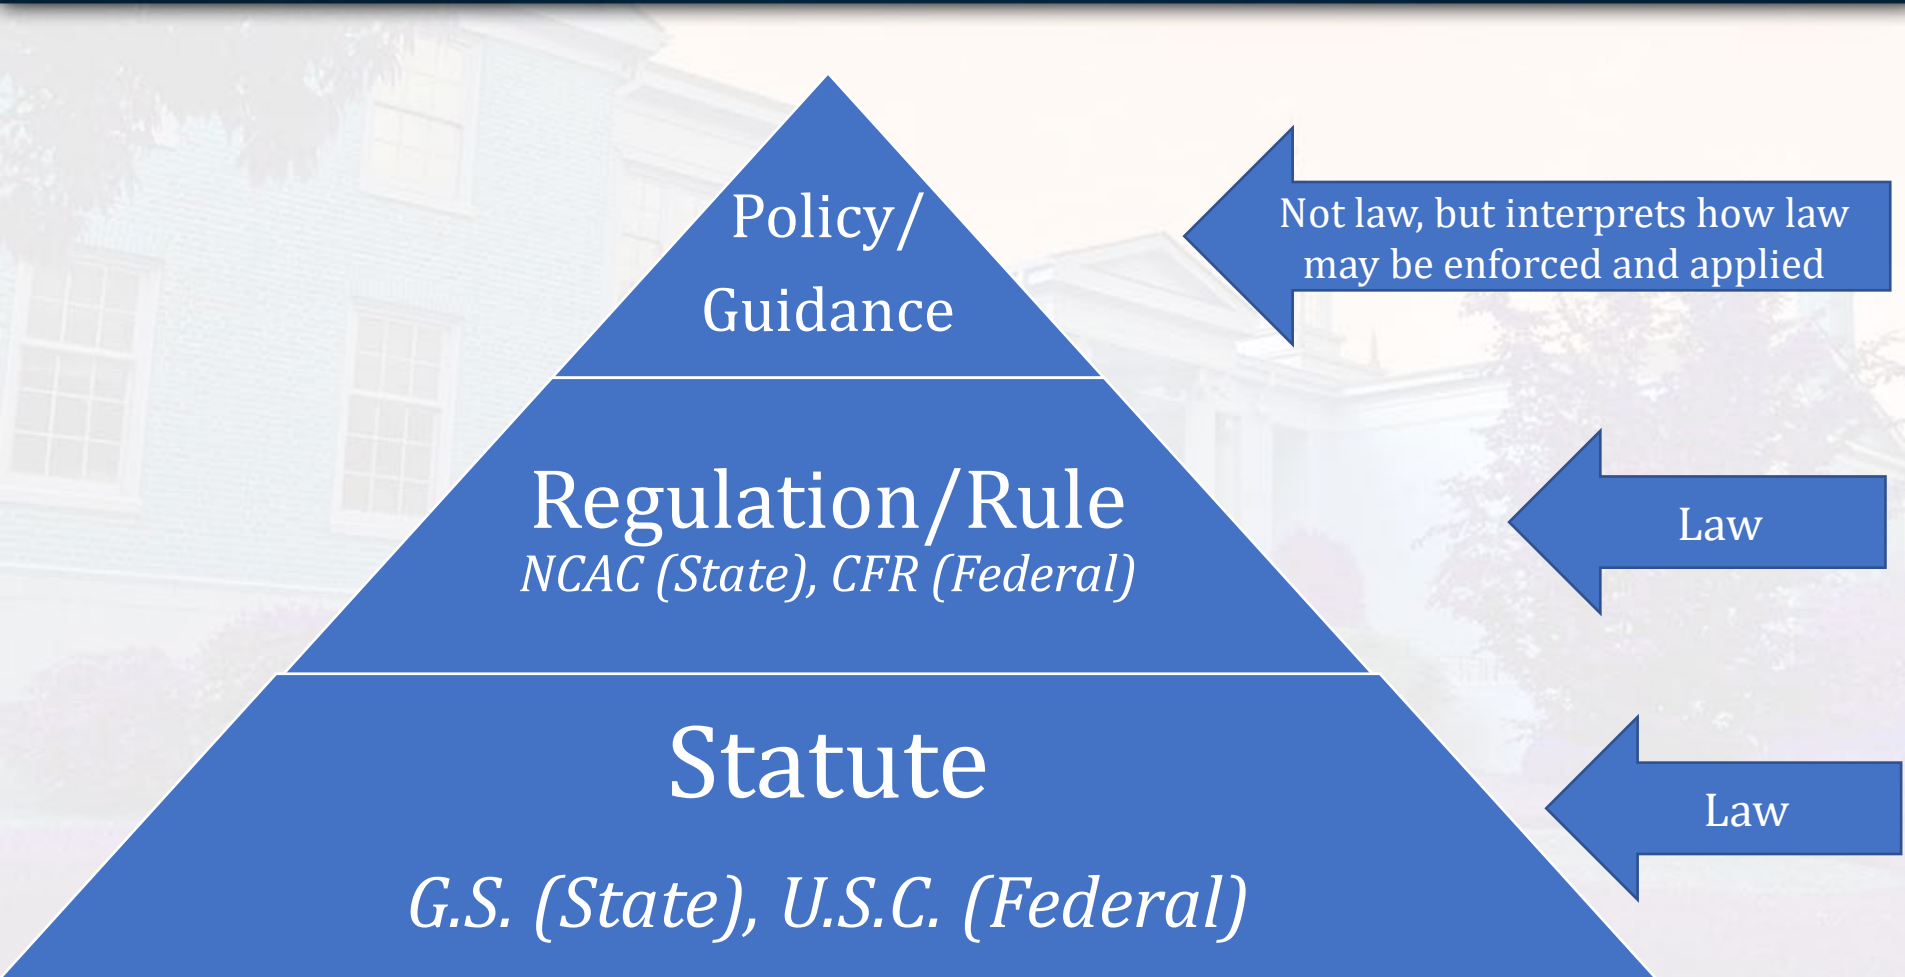 Policy/
Guidance
Not law, but interprets how law
may be enforced and applied
Regulation/Rule
NCAC (State), CFR (Federal)
Law
Statute
G.S. (State), U.S.C. (Federal)
Law